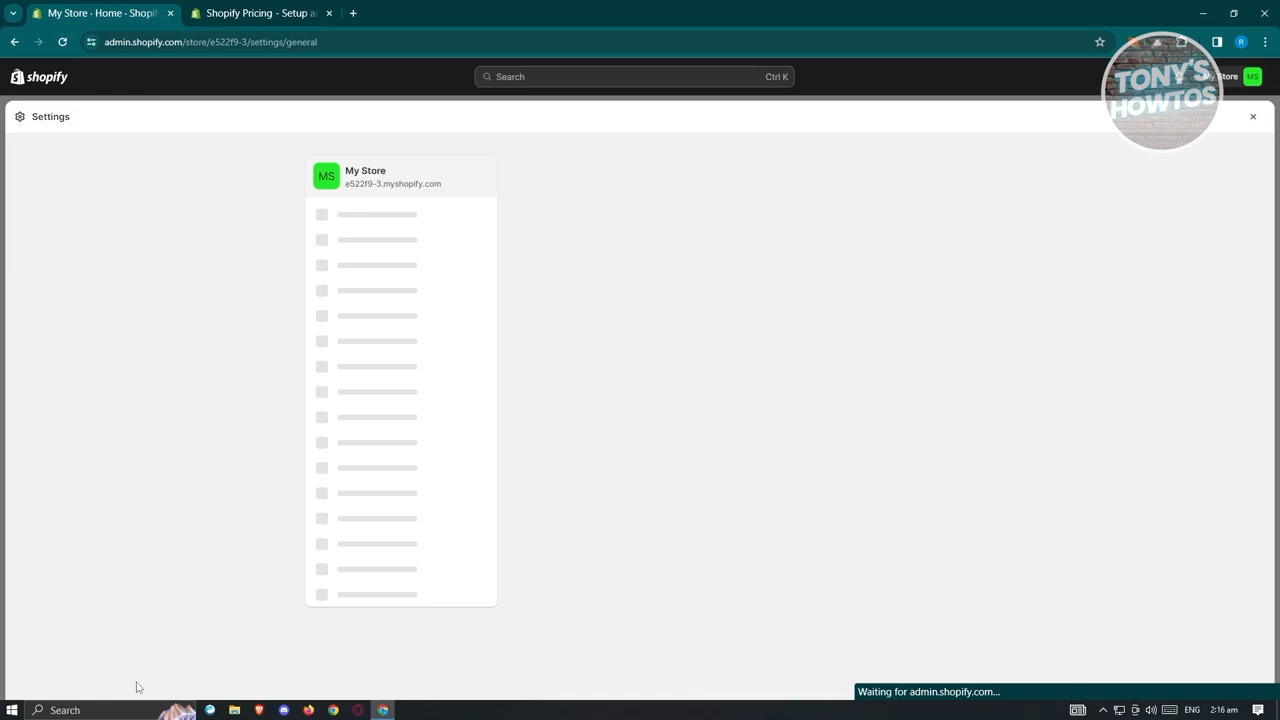 My Store · Home · Shopif
Shopify Pricing - Setup a
admin.shopify.com/store/e522f9-3/settings/general
R
shopify
Search
Ctrl K
My Store
MS
TONY'S
HOWTOS
Settings
MS
My Store
e522f9-3.myshopify.com
Waiting for admin.shopify.com...
Search
ENG
2:16 am